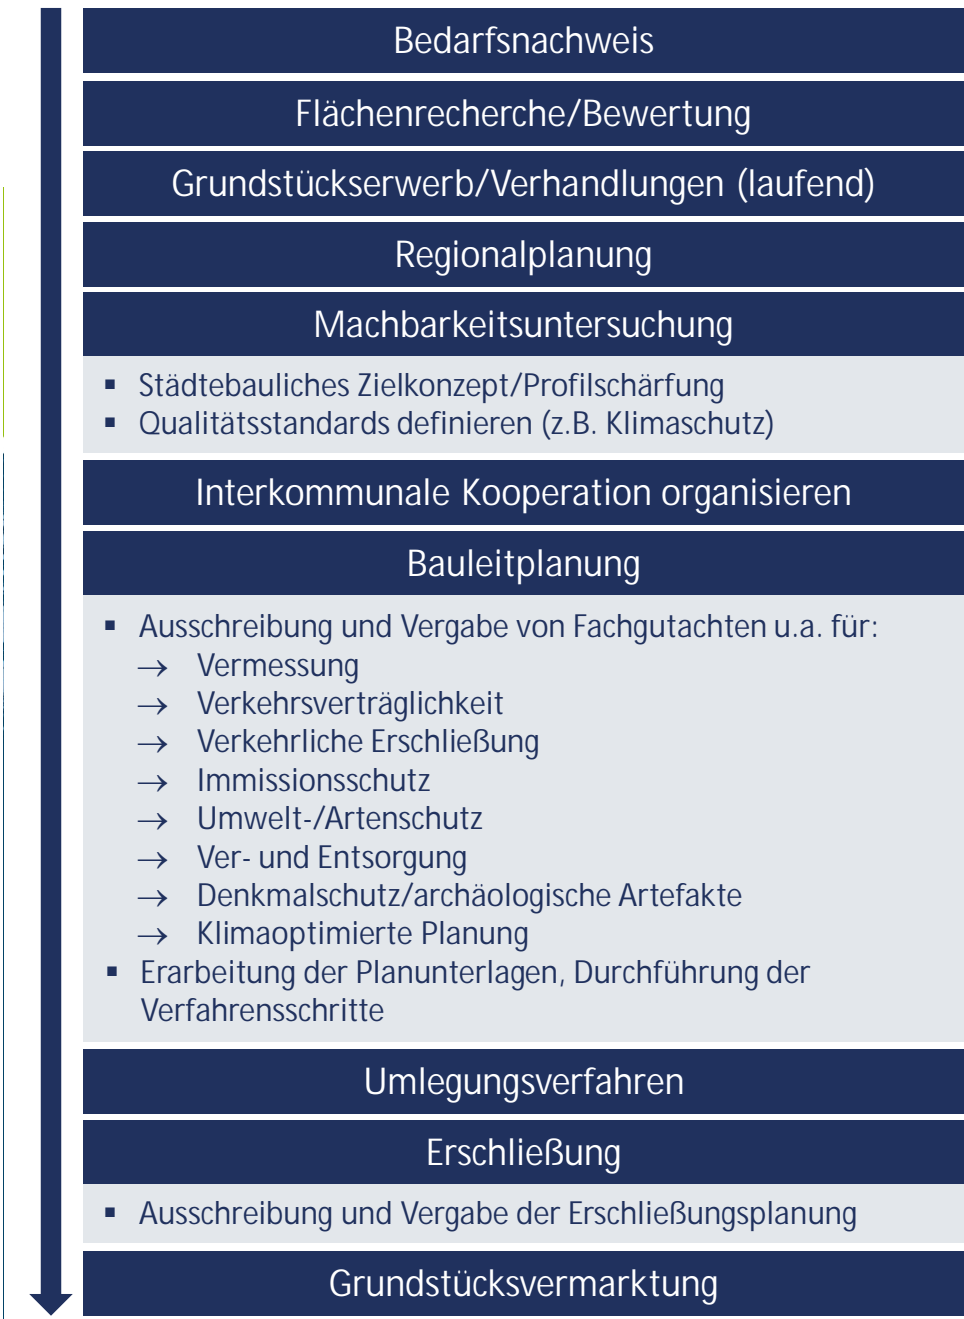 Bedarfsnachweis
Flächenrecherche/Bewertung
Grundstückserwerb/Verhandlungen (laufend)
Regionalplanung
Machbarkeitsuntersuchung
▪ Städtebauliches Zielkonzept/Profilschärfung
▪ Qualitätsstandards definieren (z.B. Klimaschutz)
Interkommunale Kooperation organisieren
Bauleitplanung
▪ Ausschreibung und Vergabe von Fachgutachten u.a. für:
→ Vermessung
→ Verkehrsverträglichkeit
→ Verkehrliche Erschließung
→ Immissionsschutz
→ Umwelt-/Artenschutz
→ Ver- und Entsorgung
→ Denkmalschutz/archäologische Artefakte
→ Klimaoptimierte Planung
▪ Erarbeitung der Planunterlagen, Durchführung der
Verfahrensschritte
Umlegungsverfahren
Erschließung
▪ Ausschreibung und Vergabe der Erschließungsplanung
Grundstücksvermarktung